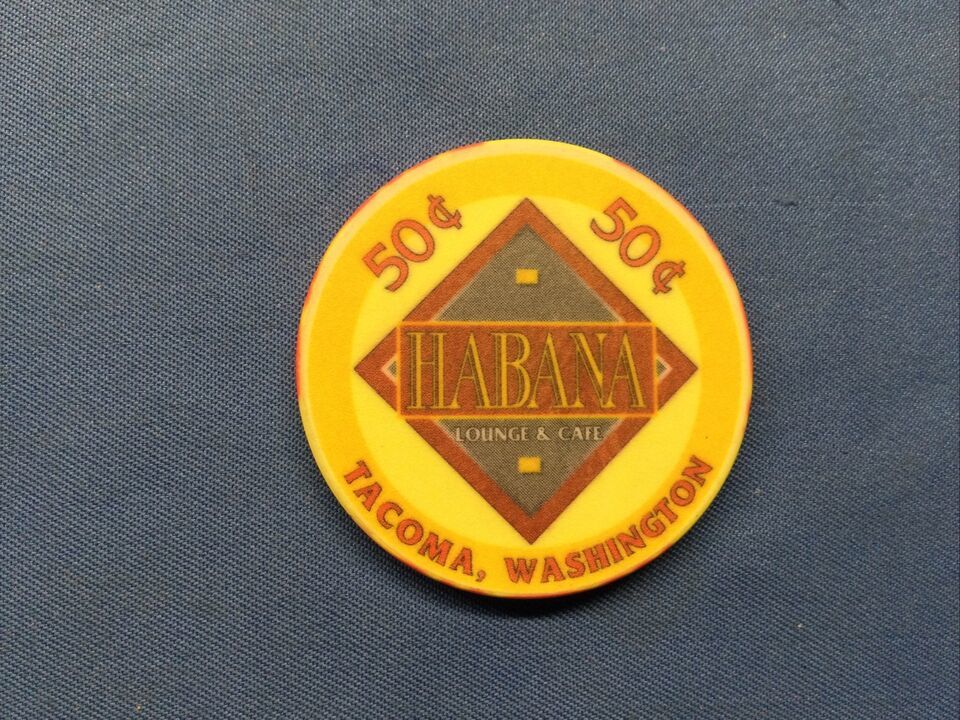 50¢ 50¢
HABANA
LOUNGE & CAFE
TACOMA, WASHINGTON